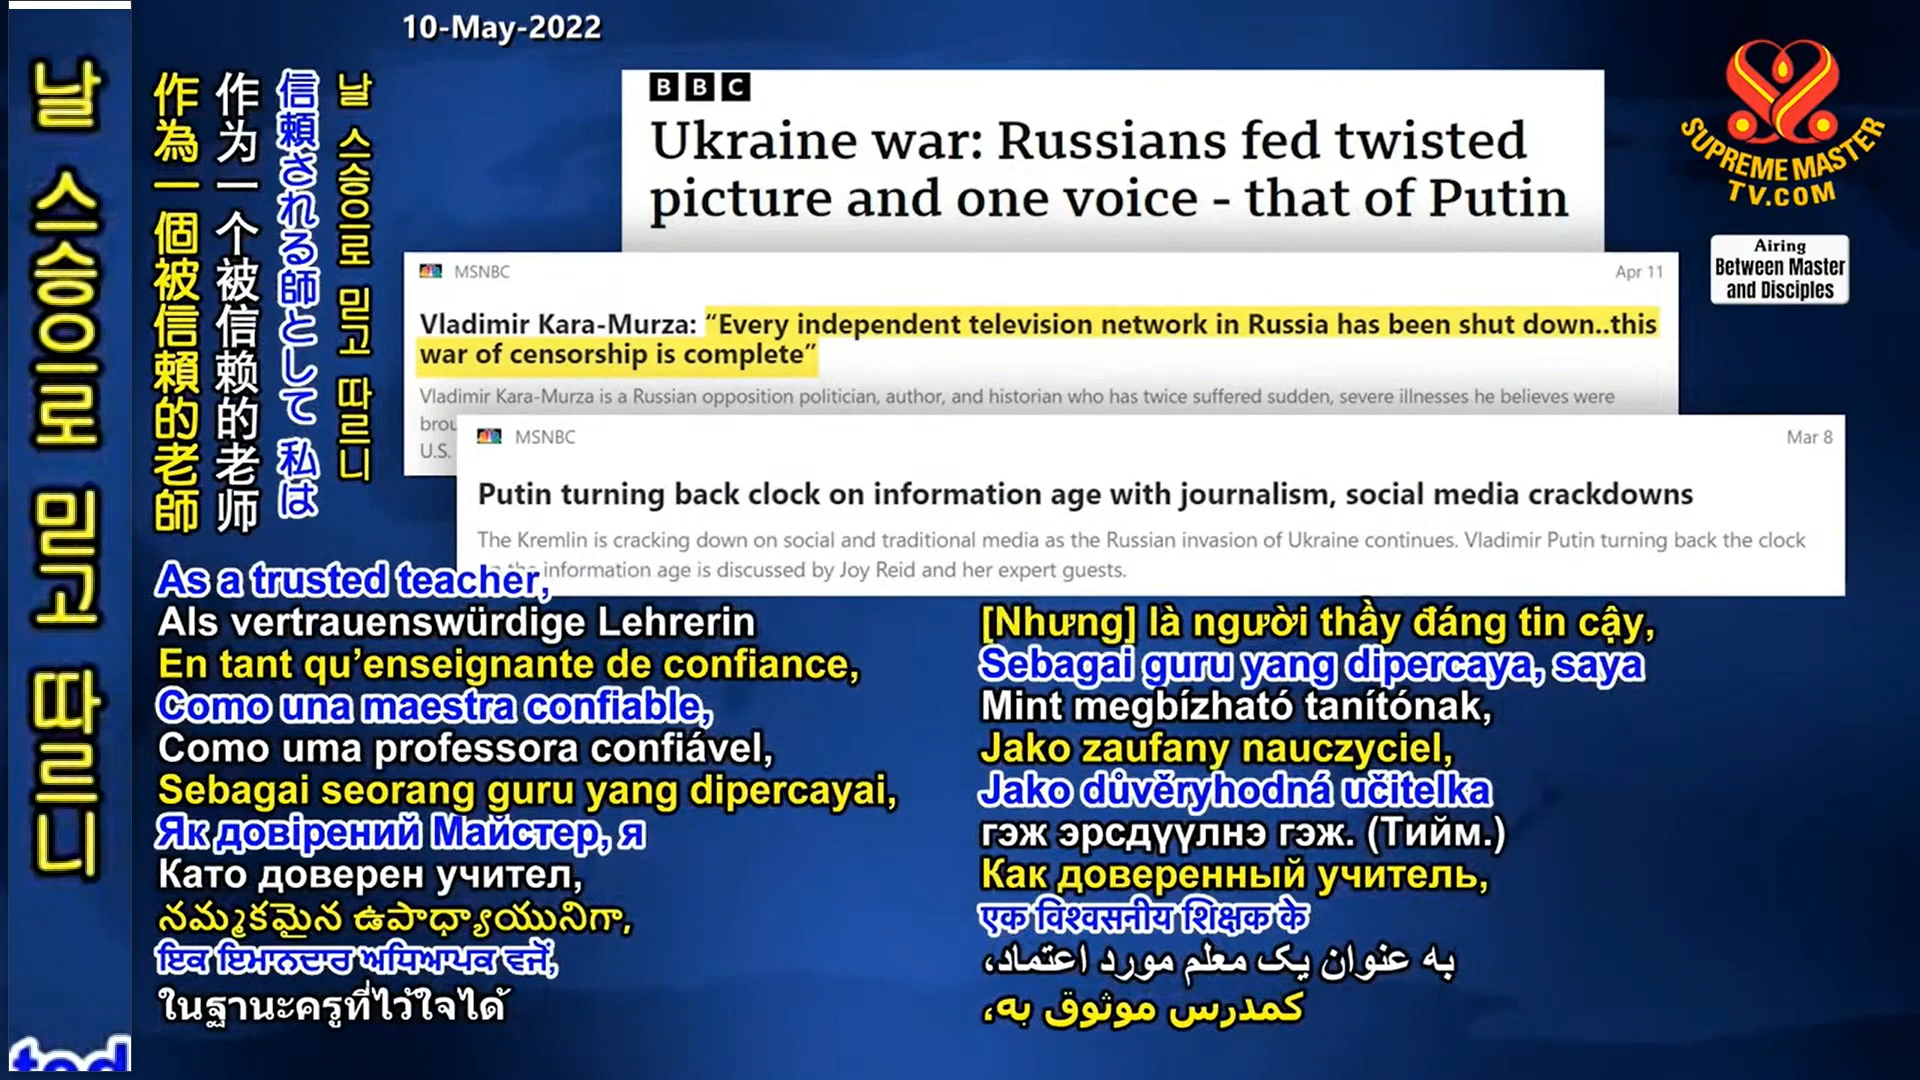 10-May-2022
날 스승으로 믿고 따르니
作為一個被信賴的老師
作为一个被信赖的老师
信頼される師として 私は
날 스승으로 믿고 따르니
BBC
Ukraine war: Russians fed twisted
picture and one voice - that of Putin
MSNBC
Apr 11
Vladimir Kara-Murza: “Every independent television network in Russia has been shut down..this
war of censorship is complete”
Vladimir Kara-Murza is a Russian opposition politician, author, and historian who has twice suffered sudden, severe illnesses he believes were
U.S.
MSNBC
Mar 8
Putin turning back clock on information age with journalism, social media crackdowns
The Kremlin is cracking down on social and traditional media as the Russian invasion of Ukraine continues. Vladimir Putin turning back the clock
information age is discussed by Joy Reid and her expert guests.
SUPREME MASTER
TV.COM
Airing
Between Master
and Disciples
As a trusted teacher,
Als vertrauenswürdige Lehrerin
En tant qu’enseignante de confiance,
Como una maestra confiable,
Como uma professora confiável,
Sebagai seorang guru yang dipercayai,
Як довірений Майстер, я
Като доверен учител,
నమ్మకమైన ఉపాధ్యాయునిగా,
ਇਕ ਇਮਾਨਦਾਰ ਅਧਿਆਪਕ ਵਜੋਂ,
ในฐานะครูที่ไว้ใจได้
[Nhưng] là người thầy đáng tin cậy,
Sebagai guru yang dipercaya, saya
Mint megbízható tanítónak,
Jako zaufany nauczyciel,
Jako důvěryhodná učitelka
гэж эрсдүүлнэ гэж. (Тийм.)
Как доверенный учитель,
एक विश्वसनीय शिक्षक के
به عنوان یک معلم مورد اعتماد،
كمدرس موثوق به،